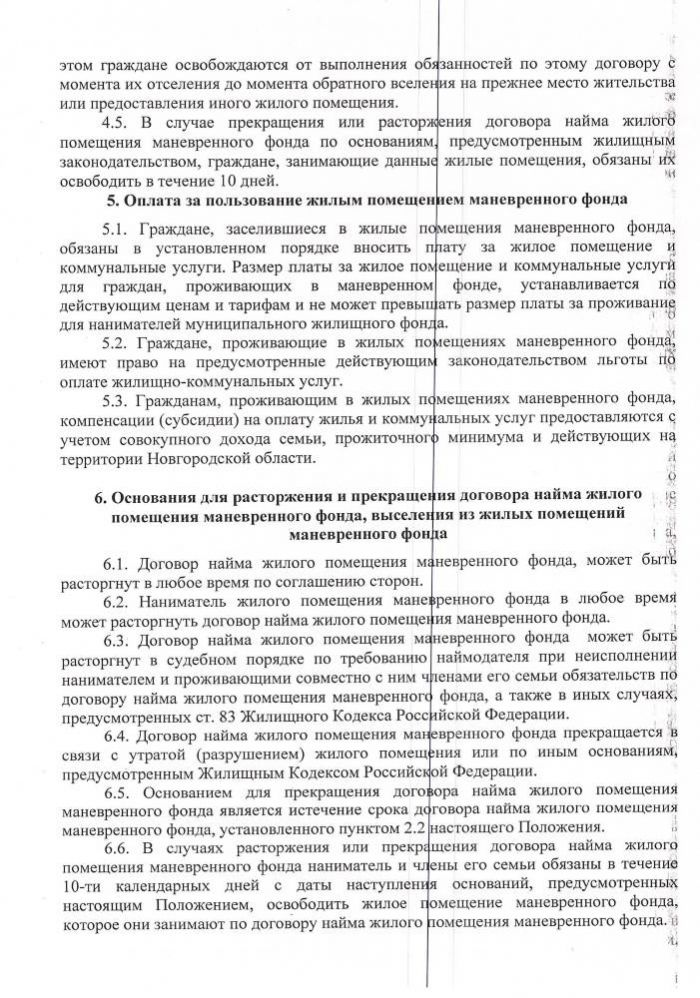 этом граждане освобождаются от выполнения обязанностей по этому договору с
момента их отселения до момента обратного вселения на прежнее место жительства
или предоставления иного жилого помещения.
4.5. В случае прекращения или расторжения договора найма жилого
помещения маневренного фонда по основаниям, предусмотренным жилищным
законодательством, граждане, занимающие данные жилые помещения, обязаны их
освободить в течение 10 дней.
5. Оплата за пользование жилым помещением маневренного фонда
5.1. Граждане, заселившиеся в жилые помещения маневренного фонда,
обязаны в установленном порядке вносить плату за жилое помещение и
коммунальные услуги. Размер платы за жилое помещение и коммунальные услуги
для граждан, проживающих в маневренном фонде, устанавливается по
действующим ценам и тарифам и не может превышать размер платы за проживание
для нанимателей муниципального жилищного фонда.
5.2. Граждане, проживающие в жилых помещениях маневренного фонда,
имеют право на предусмотренные действующим законодательством льготы по
оплате жилищно-коммунальных услуг.
5.3. Гражданам, проживающим в жилых помещениях маневренного фонда,
компенсации (субсидии) на оплату жилья и коммунальных услуг предоставляются с
учетом совокупного дохода семьи, прожиточного минимума и действующих на
территории Новгородской области.
6. Основания для расторжения и прекращения договора найма жилого
помещения маневренного фонда, выселения из жилых помещений
маневренного фонда
6.1. Договор найма жилого помещения маневренного фонда, может быть
расторгнут в любое время по соглашению сторон.
6.2. Наниматель жилого помещения маневренного фонда в любое время
может расторгнуть договор найма жилого помещения маневренного фонда.
6.3. Договор найма жилого помещения маневренного фонда может быть
расторгнут в судебном порядке по требованию наймодателя при неисполнении
нанимателем и проживающими совместно с ним членами его семьи обязательств по
договору найма жилого помещения маневренного фонда, а также в иных случаях,
предусмотренных ст. 83 Жилищного Кодекса Российской Федерации.
6.4. Договор найма жилого помещения маневренного фонда прекращается в
связи с утратой (разрушением) жилого помещения или по иным основаниям,
предусмотренным Жилищным Кодексом Российской Федерации.
6.5. Основанием для прекращения договора найма жилого помещения
маневренного фонда является истечение срока договора найма жилого помещения
маневренного фонда, установленного пунктом 2.2 настоящего Положения.
6.6. В случаях расторжения или прекращения договора найма жилого
помещения маневренного фонда наниматель и члены его семьи обязаны в течение
10-ти календарных дней с даты наступления оснований, предусмотренных
настоящим Положением, освободить жилое помещение маневренного фонда,
которое они занимают по договору найма жилого помещения маневренного фонда.